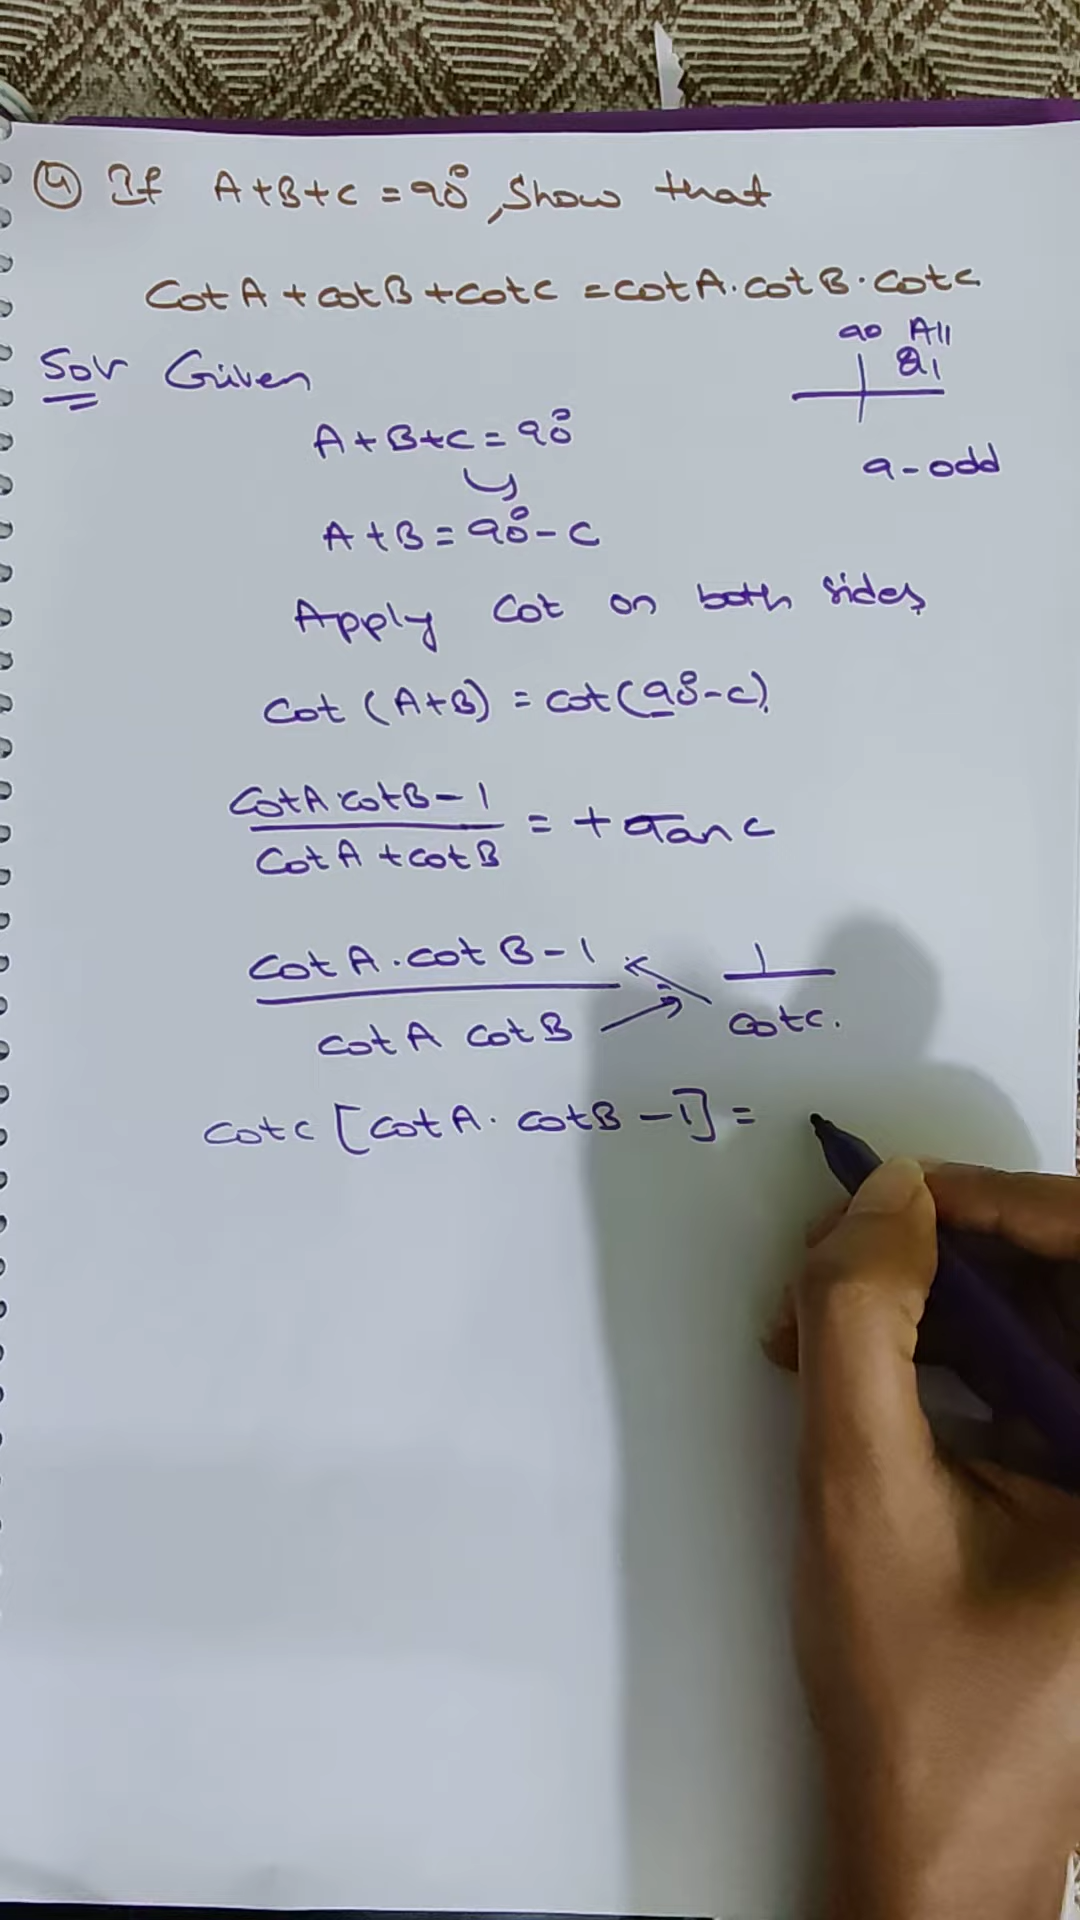 ④ If A+B+C = 90°, Show that
Cot A + cot B + cot C = cot A . cot B . cot C
Sol Given
90 All
Q1
9 - odd
A + B + C = 90°
A + B = 90° - C
Apply Cot on both sides
Cot (A+B) = cot (90°-C).
Cot A cot B - 1 / Cot A + cot B = + Tan C
Cot A . cot B - 1 / Cot A Cot B 1 / Cot C.
Cot C [Cot A . Cot B - 1] =